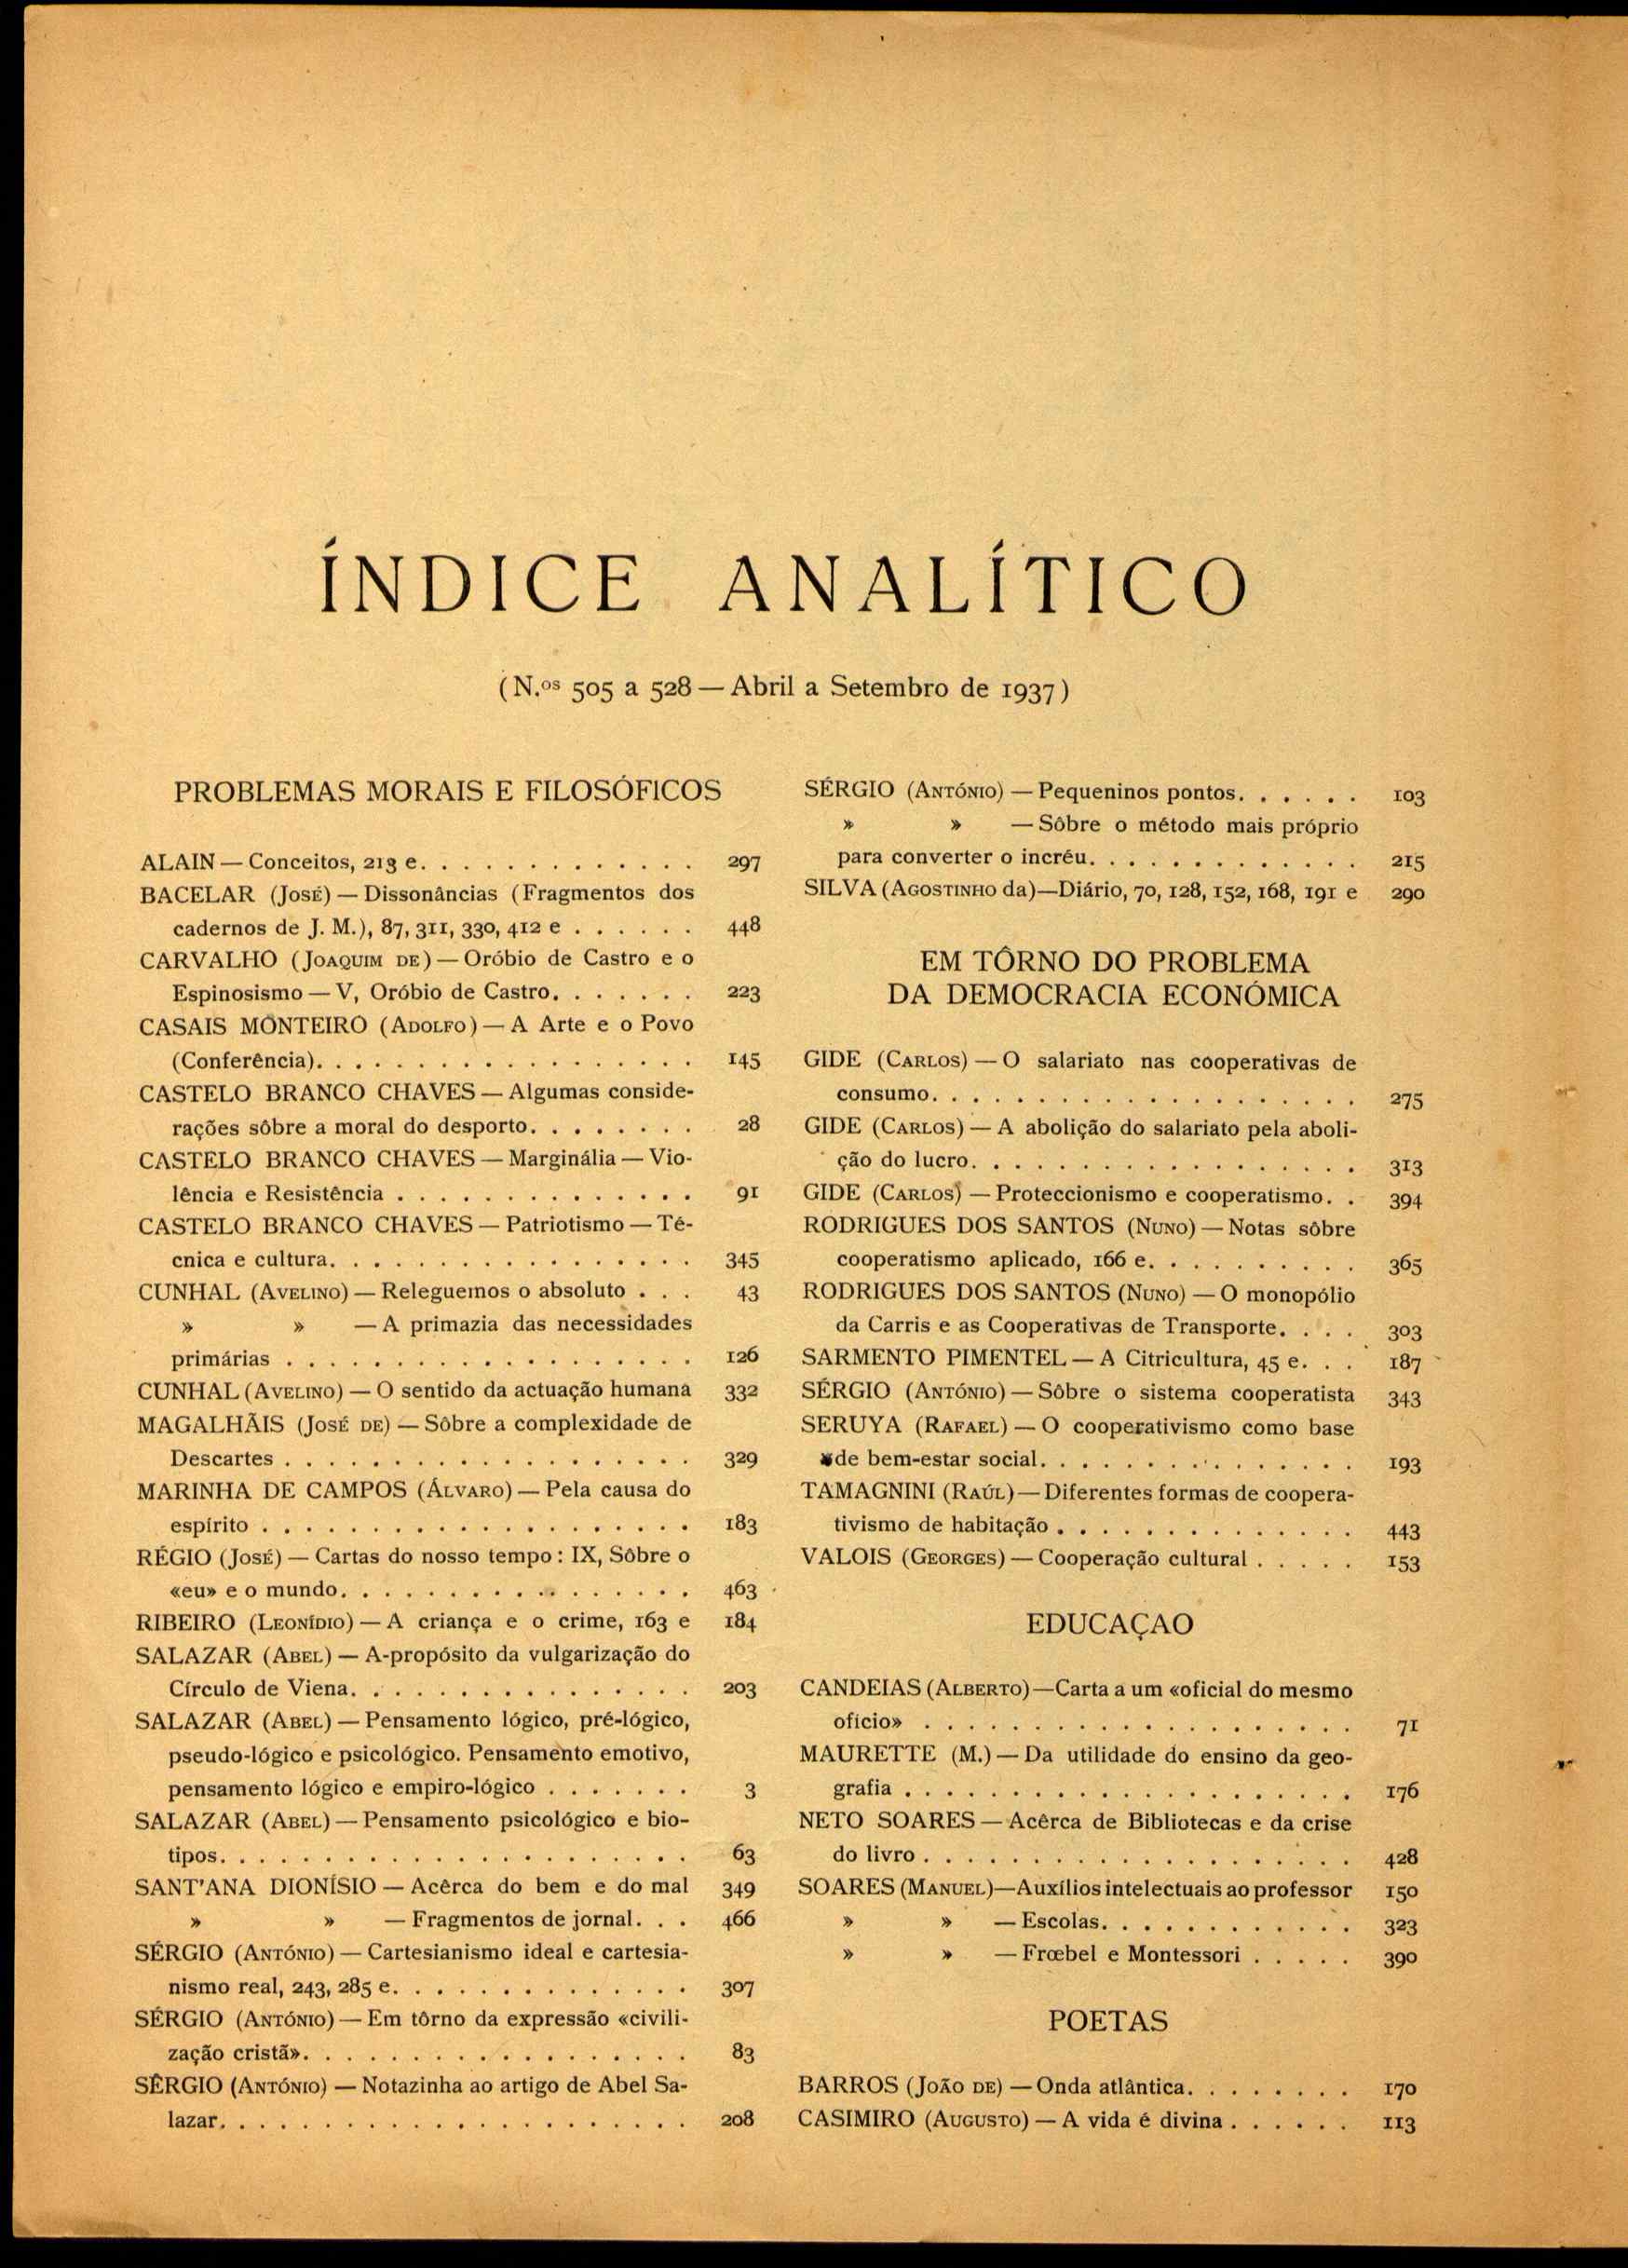 ÍNDICE ANALÍTICO
(N.os 505 a 528 — Abril a Setembro de 1937)
PROBLEMAS MORAIS E FILOSÓFICOS
ALAIN — Conceitos, 213 e. . . . . . . . . . . . . 297
BACELAR (José) — Dissonâncias (Fragmentos dos
cadernos de J. M.), 87, 311, 330, 412 e . . . . . . 448
CARVALHO (Joaquim de) — Oróbio de Castro e o
Espinosismo — V, Oróbio de Castro. . . . . . . 223
CASAIS MONTEIRO (Adolfo) — A Arte e o Povo
(Conferência). . . . . . . . . . . . . . . . . . 145
CASTELO BRANCO CHAVES — Algumas conside-
rações sôbre a moral do desporto. . . . . . . . 28
CASTELO BRANCO CHAVES — Marginália — Vio-
lência e Resistência . . . . . . . . . . . . . . 91
CASTELO BRANCO CHAVES — Patriotismo — Té-
cnica e cultura. . . . . . . . . . . . . . . . . 345
CUNHAL (Avelino) — Releguemos o absoluto . . . 43
» » — A primazia das necessidades
primárias . . . . . . . . . . . . . . . . . . . 126
CUNHAL (Avelino) — O sentido da actuação humana 332
MAGALHÃIS (José de) — Sôbre a complexidade de
Descartes . . . . . . . . . . . . . . . . . . . 329
MARINHA DE CAMPOS (Álvaro) — Pela causa do
espírito . . . . . . . . . . . . . . . . . . . . 183
RÉGIO (José) — Cartas do nosso tempo : IX, Sôbre o
«eu» e o mundo. . . . . . . . . . . . . . . . . 463
RIBEIRO (Leonídio) — A criança e o crime, 163 e 184
SALAZAR (Abel) — A-propósito da vulgarização do
Círculo de Viena. . . . . . . . . . . . . . . . 203
SALAZAR (Abel) — Pensamento lógico, pré-lógico,
pseudo-lógico e psicológico. Pensamento emotivo,
pensamento lógico e empiro-lógico . . . . . . . 3
SALAZAR (Abel) — Pensamento psicológico e bio-
tipos. . . . . . . . . . . . . . . . . . . . . . 63
SANT'ANA DIONÍSIO — Acêrca do bem e do mal 349
» » — Fragmentos de jornal. . . 466
SÉRGIO (António) — Cartesianismo ideal e cartesia-
nismo real, 243, 285 e. . . . . . . . . . . . . . 307
SÉRGIO (António) — Em tôrno da expressão «civili-
zação cristã». . . . . . . . . . . . . . . . . . 83
SÉRGIO (António) — Notazinha ao artigo de Abel Sa-
lazar. . . . . . . . . . . . . . . . . . . . . . 208
SÉRGIO (António) — Pequeninos pontos. . . . . . 103
» » — Sôbre o método mais próprio
para converter o incréu. . . . . . . . . . . . . 215
SILVA (Agostinho da)—Diário, 70, 128, 152, 168, 191 e 290
EM TÔRNO DO PROBLEMA
DA DEMOCRACIA ECONÓMICA
GIDE (Carlos) — O salariato nas cooperativas de
consumo. . . . . . . . . . . . . . . . . . . . 275
GIDE (Carlos) — A abolição do salariato pela aboli-
ção do lucro. . . . . . . . . . . . . . . . . . 313
GIDE (Carlos) — Proteccionismo e cooperatismo. . 394
RODRIGUES DOS SANTOS (Nuno) — Notas sôbre
cooperatismo aplicado, 166 e. . . . . . . . . . 365
RODRIGUES DOS SANTOS (Nuno) — O monopólio
da Carris e as Cooperativas de Transporte. . . . 303
SARMENTO PIMENTEL — A Citricultura, 45 e. . . 187
SÉRGIO (António) — Sôbre o sistema cooperatista 343
SERUYA (Rafael) — O cooperativismo como base
de bem-estar social. . . . . . . . . . . . . . . 193
TAMAGNINI (Raúl) — Diferentes formas de coopera-
tivismo de habitação . . . . . . . . . . . . . . 443
VALOIS (Georges) — Cooperação cultural . . . . . 153
EDUCAÇAO
CANDEIAS (Alberto)—Carta a um «oficial do mesmo
ofício» . . . . . . . . . . . . . . . . . . . . 71
MAURETTE (M.) — Da utilidade do ensino da geo-
grafia . . . . . . . . . . . . . . . . . . . . . 176
NETO SOARES — Acêrca de Bibliotecas e da crise
do livro . . . . . . . . . . . . . . . . . . . . 428
SOARES (Manuel)—Auxílios intelectuais ao professor 150
» » — Escolas. . . . . . . . . . . . 323
» » — Frœbel e Montessori . . . . . 390
POETAS
BARROS (João de) — Onda atlântica. . . . . . . . 170
CASIMIRO (Augusto) — A vida é divina . . . . . . 113